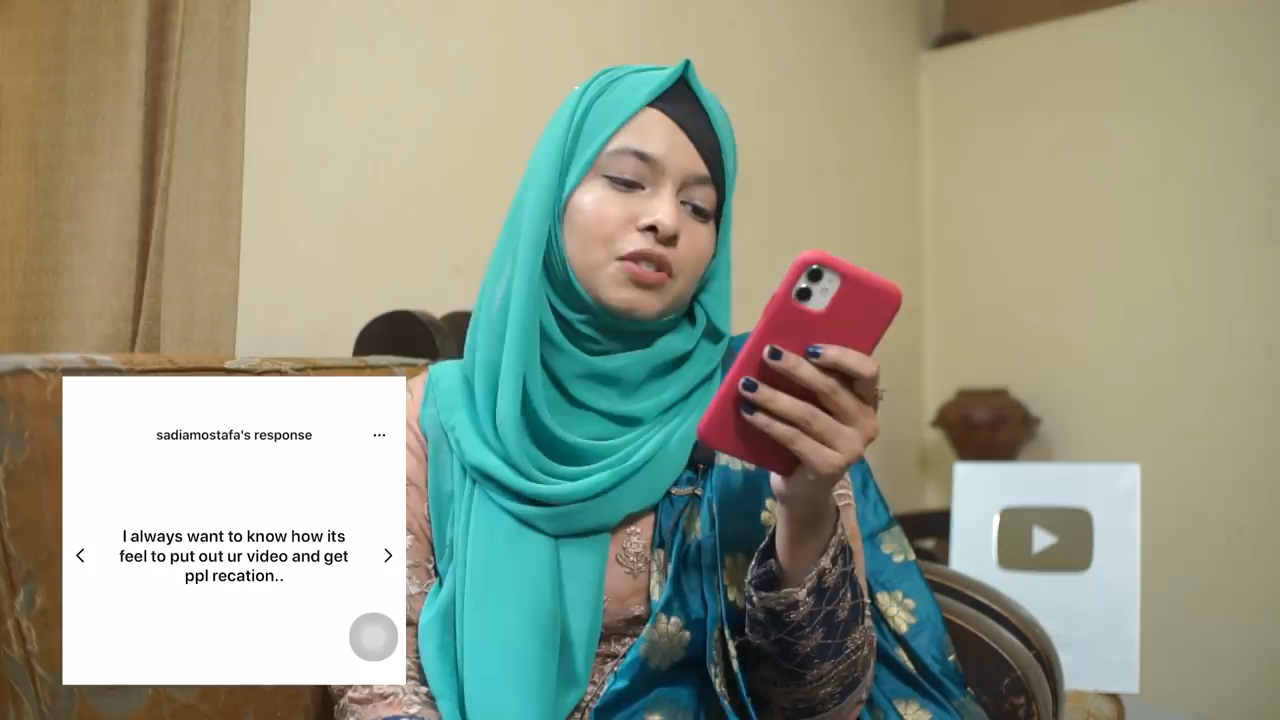 sadiamostafa's response
I always want to know how its
feel to put out ur video and get
ppl recation..